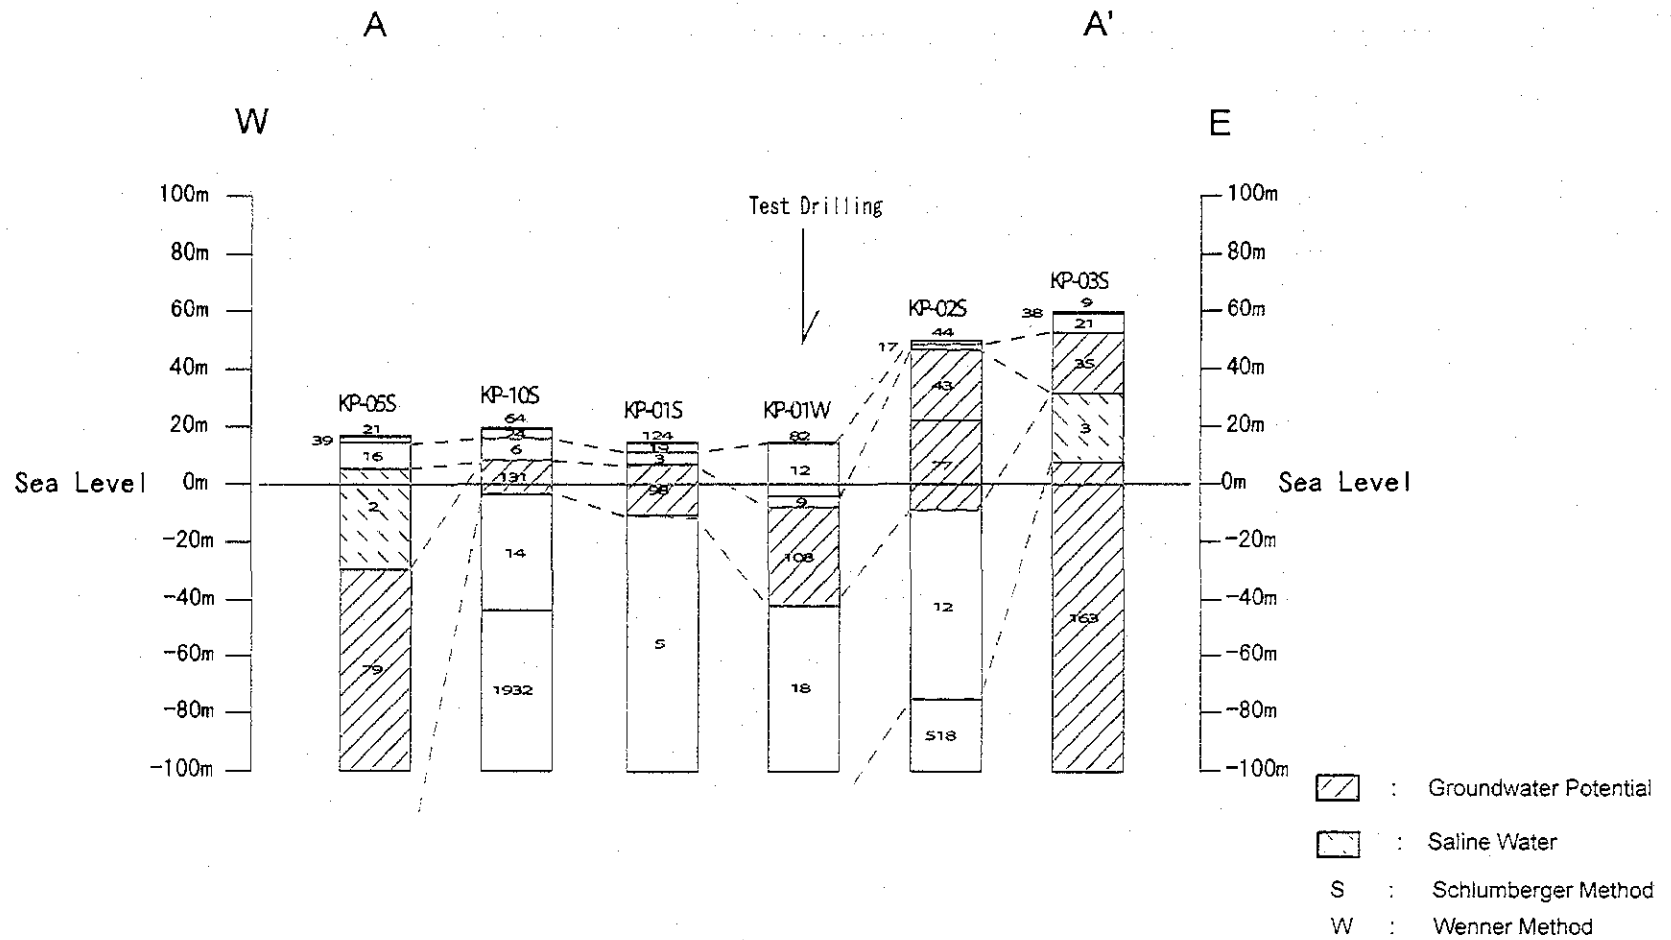 A A'
W E
100m 100m
Test Drilling
80m 80m
KP-03S
60m 9 60m
KP-02S 38 21
44
17
40m 43 35 40m
KP-05S KP-10S KP-01S KP-01W
20m 21 64 124 82 3 20m
39 24 13
16 6 3 12 77
Sea Level 0m 131 98 0m Sea Level
2 9
-20m -20m
14 108
-40m 12 163 -40m
5
-60m 79 -60m
1932 18
-80m 518 -80m
-100m -100m
: Groundwater Potential
: Saline Water
S : Schlumberger Method
W : Wenner Method